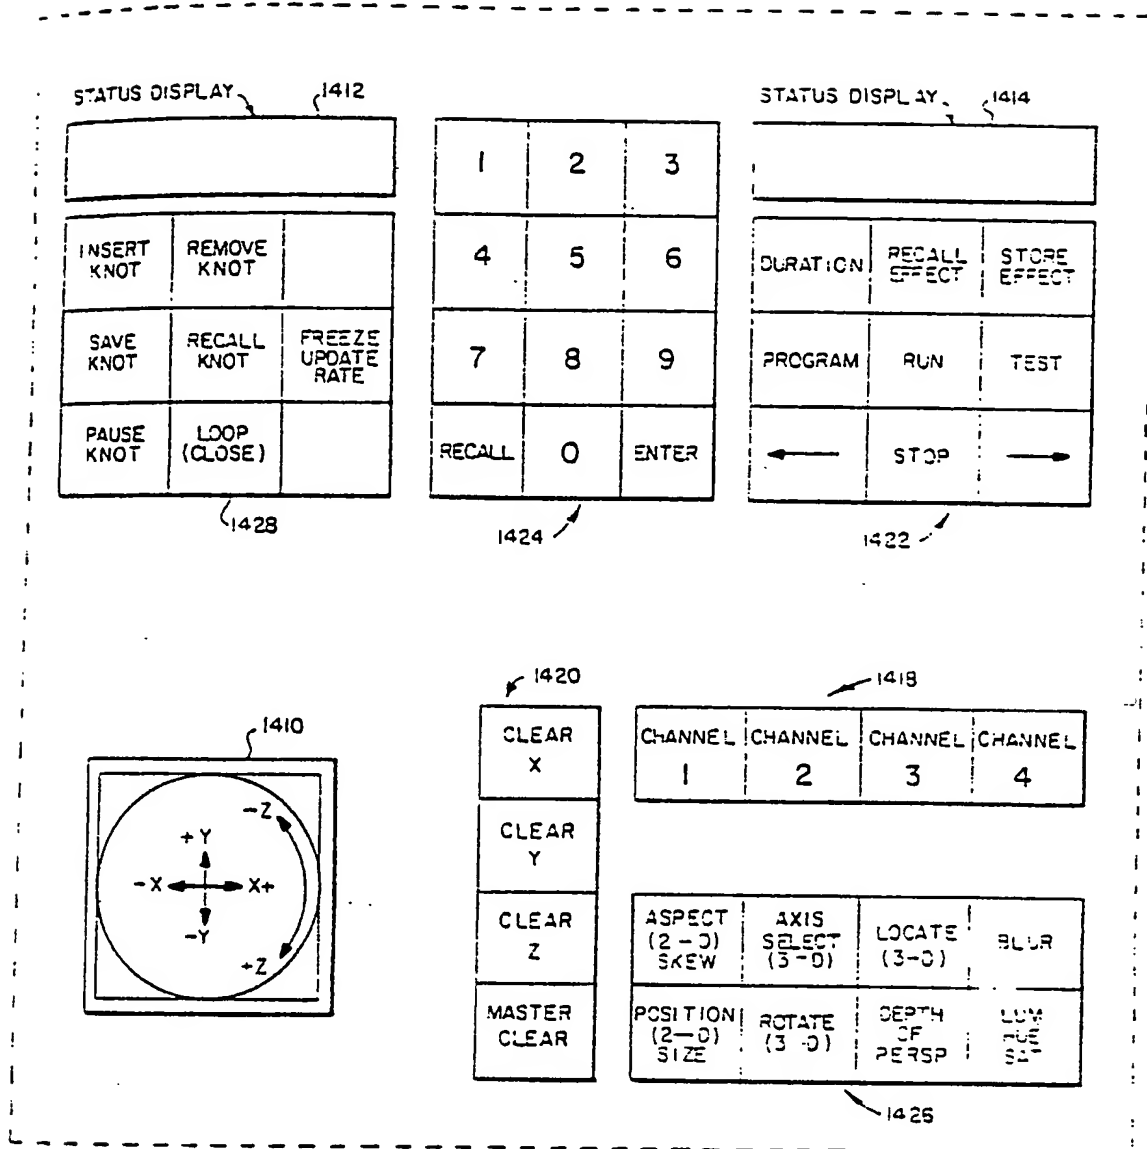 STATUS DISPLAY
1412
STATUS DISPLAY
1414
INSERT
KNOT
REMOVE
KNOT
SAVE
KNOT
RECALL
KNOT
FREEZE
UPDATE
RATE
PAUSE
KNOT
LOOP
(CLOSE)
1428
1 2 3
4 5 6
7 8 9
RECALL 0 ENTER
1424
DURATION
RECALL
EFFECT
STORE
EFFECT
PROGRAM
RUN
TEST
STOP
1422
1410
-Z
+Y
-X X+
-Y
+Z
1420
CLEAR
X
CLEAR
Y
CLEAR
Z
MASTER
CLEAR
1418
CHANNEL
1
CHANNEL
2
CHANNEL
3
CHANNEL
4
ASPECT
(2-D)
SKEW
AXIS
SELECT
(3-D)
LOCATE
(3-D)
BLUR
POSITION
(2-D)
SIZE
ROTATE
(3-D)
DEPTH
OF
PERSP
LUM
HUE
SAT
1426